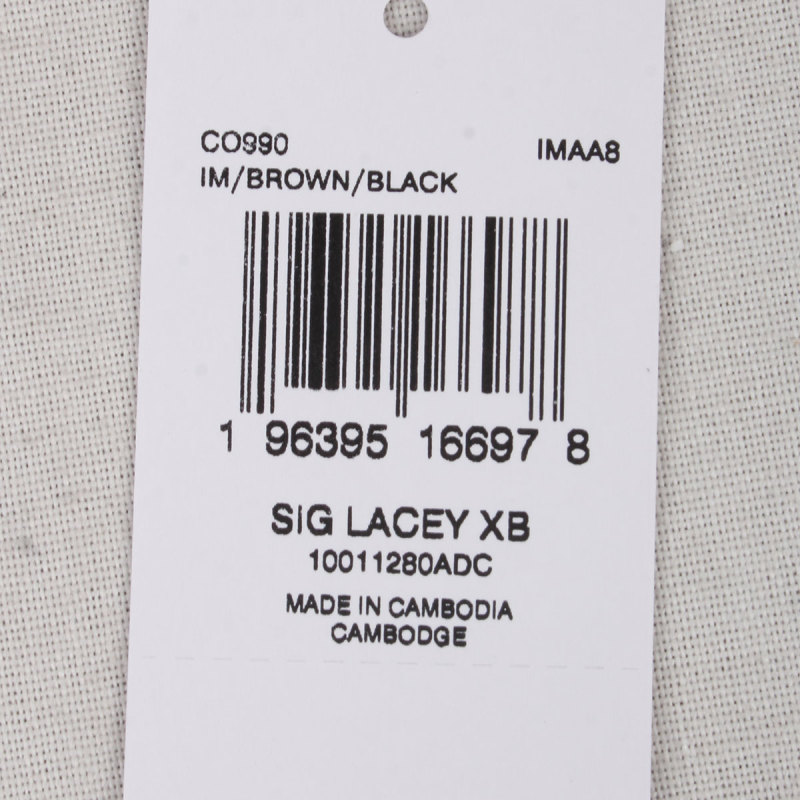 CO990
IMAA8
IM/BROWN/BLACK
1 96395 16697 8
SIG LACEY XB
10011280ADC
MADE IN CAMBODIA
CAMBODGE